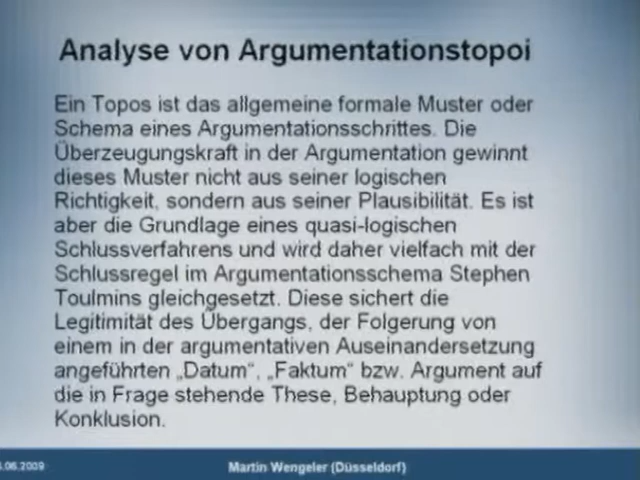 Analyse von Argumentationstopoi
Ein Topos ist das allgemeine formale Muster oder
Schema eines Argumentationsschrittes. Die
Überzeugungskraft in der Argumentation gewinnt
dieses Muster nicht aus seiner logischen
Richtigkeit, sondern aus seiner Plausibilität. Es ist
aber die Grundlage eines quasi-logischen
Schlussverfahrens und wird daher vielfach mit der
Schlussregel im Argumentationsschema Stephen
Toulmins gleichgesetzt. Diese sichert die
Legitimität des Übergangs, der Folgerung von
einem in der argumentativen Auseinandersetzung
angeführten „Datum“, „Faktum“ bzw. Argument auf
die in Frage stehende These, Behauptung oder
Konklusion.
.06.2009
Martin Wengeler (Düsseldorf)